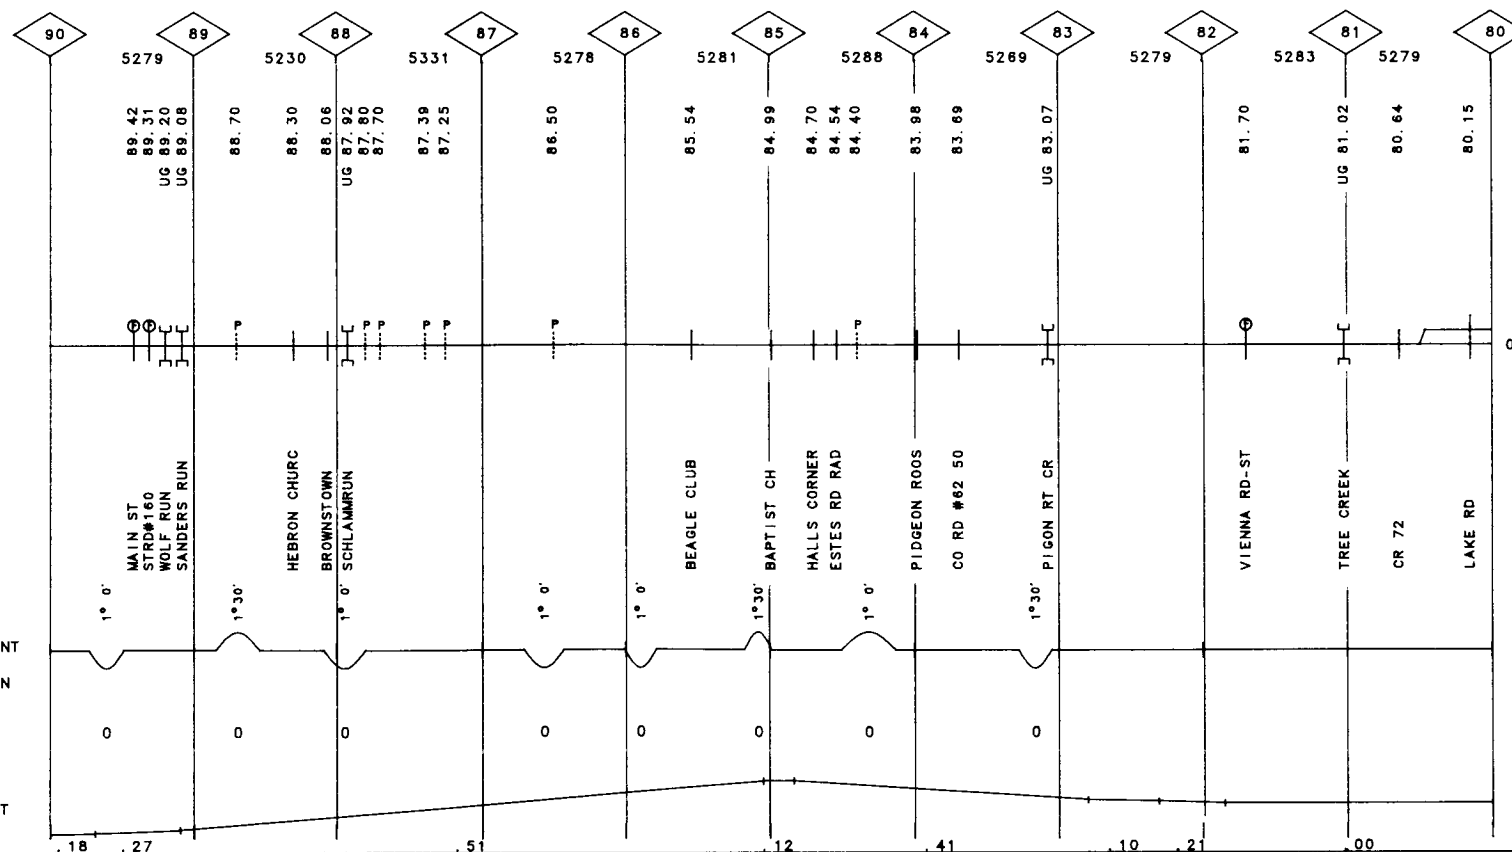 90 89 88 87 86 85 84 83 82 81 80
5279 5230 5331 5278 5281 5288 5269 5279 5283 5279
89.42
89.31
UG 89.20
UG 89.08
88.70
88.30
88.06
UG 87.92
87.80
87.70
87.39
87.25
86.50
85.54
84.99
84.70
84.54
84.40
83.98
83.69
UG 83.07
81.70
UG 81.02
80.64
80.15
P P P P P P P P P P
0
MAIN ST
STRD#160
WOLF RUN
SANDERS RUN
HEBRON CHURC
BROWNSTOWN
SCHLAMMRUN
BEAGLE CLUB
BAPTIST CH
HALLS CORNER
ESTES RD RAD
PIDGEON ROOS
CO RD #62 50
PIGON RT CR
VIENNA RD-ST
TREE CREEK
CR 72
LAKE RD
1° 0' 1°30' 1° 0' 1° 0' 1° 0' 1°30' 1° 0' 1°30'
NT
N
0 0 0 0 0 0 0 0
T
.18 .27 .51 .12 .41 .10 .21 .00